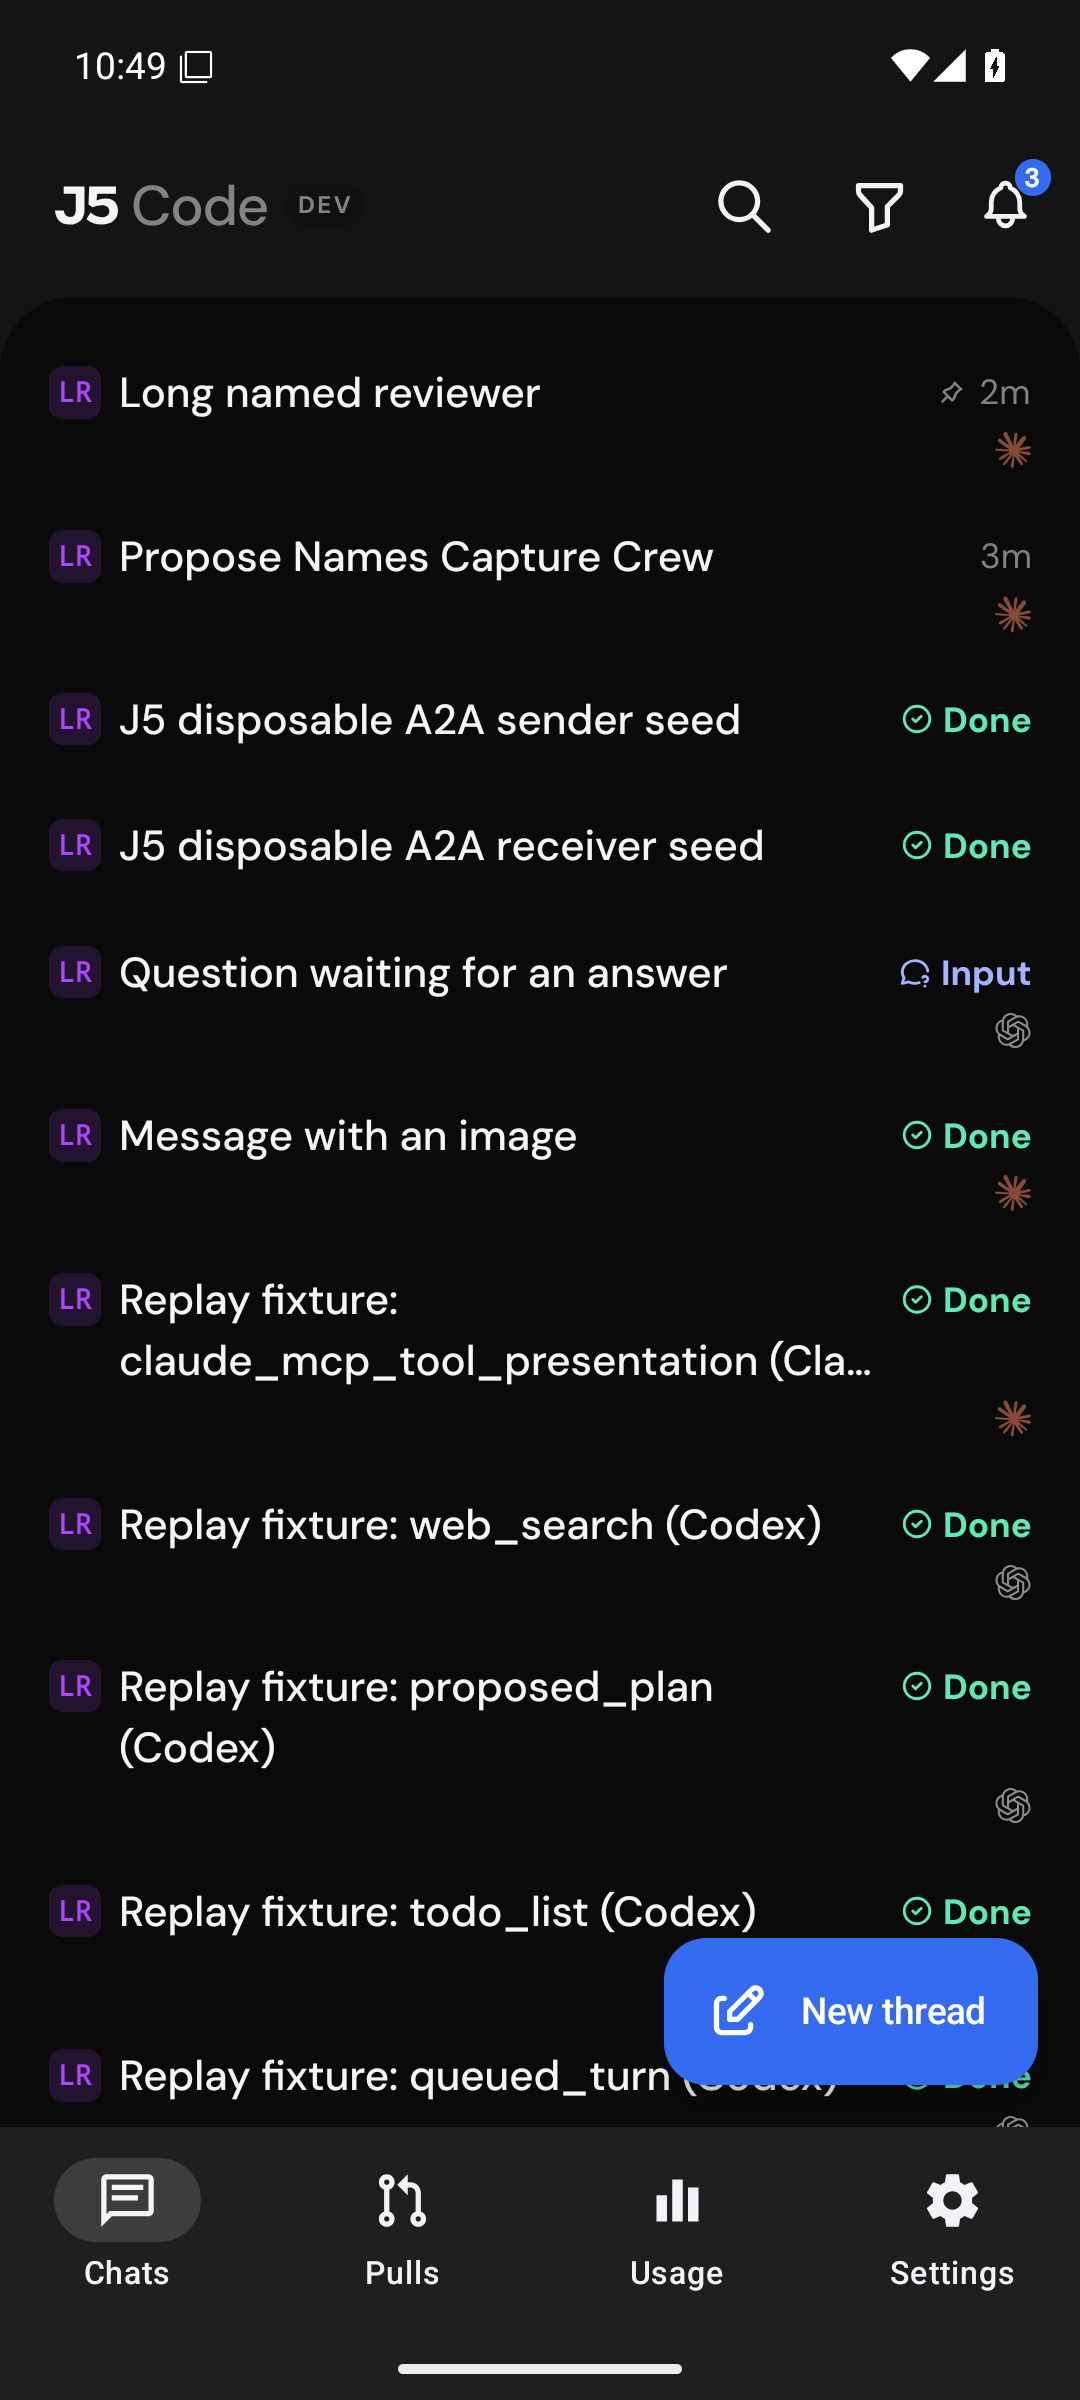 10:49
J5 Code DEV
3
LR Long named reviewer 2m
LR Propose Names Capture Crew 3m
LR J5 disposable A2A sender seed Done
LR J5 disposable A2A receiver seed Done
LR Question waiting for an answer Input
LR Message with an image Done
LR Replay fixture: Done
claude_mcp_tool_presentation (Cla...
LR Replay fixture: web_search (Codex) Done
LR Replay fixture: proposed_plan Done
(Codex)
LR Replay fixture: todo_list (Codex) Done
New thread
LR Replay fixture: queued_turn (Codex) Done
Chats Pulls Usage Settings